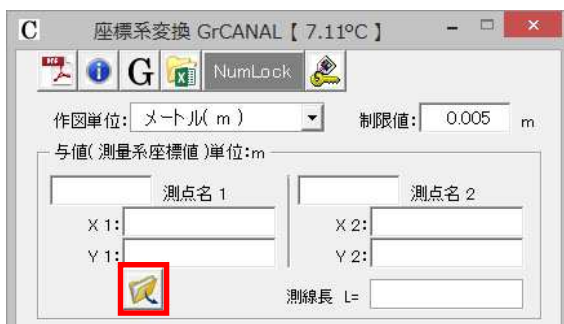 C 座標系変換 GrCANAL【 7.11ºC 】
G NumLock
作図単位: メートル( m ) 制限値: 0.005 m
与値( 測量系座標値 )単位:m
測点名 1 測点名 2
X 1: X 2:
Y 1: Y 2:
測線長 L=